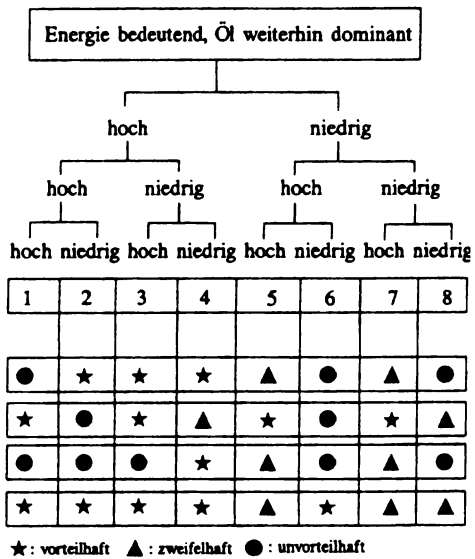 Energie bedeutend, Öl weiterhin dominant
hoch niedrig
hoch niedrig hoch niedrig
hoch niedrig hoch niedrig hoch niedrig hoch niedrig
1 2 3 4 5 6 7 8
★ : vorteilhaft ▲ : zweifelhaft ● : unvorteilhaft